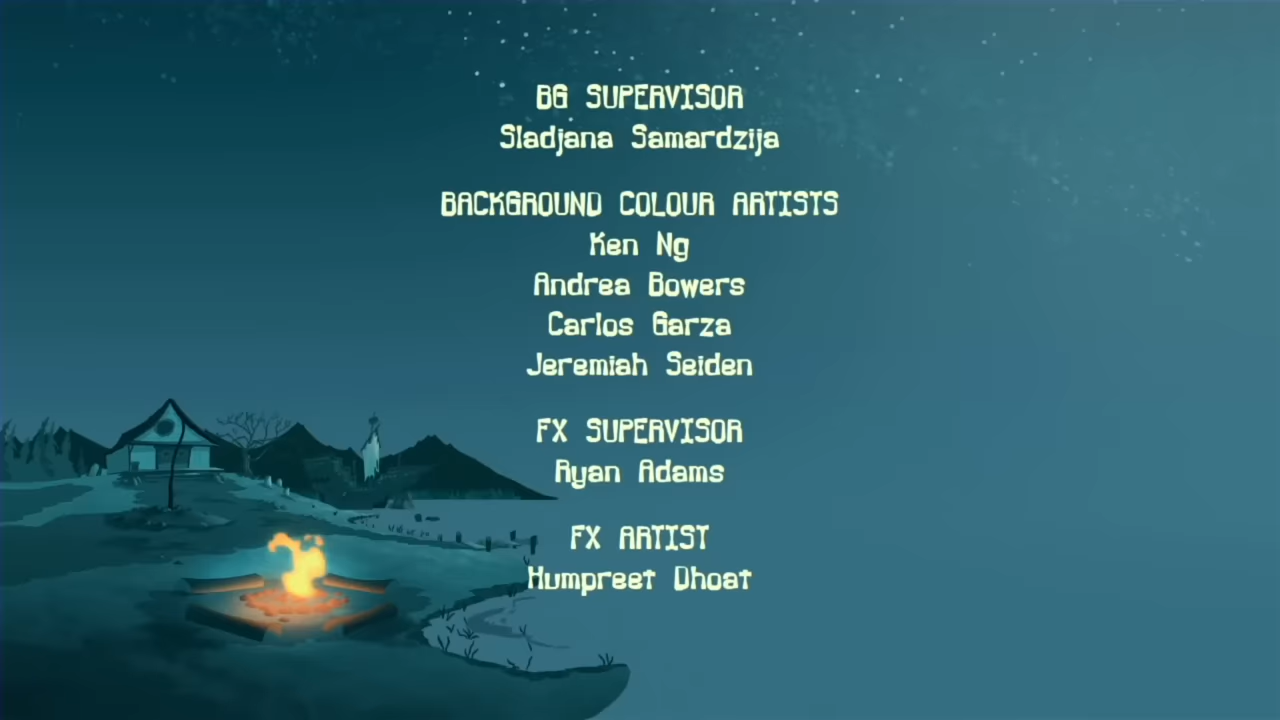 BG SUPERVISOR
Sladjana Samardzija
BACKGROUND COLOUR ARTISTS
Ken Ng
Andrea Bowers
Carlos Garza
Jeremiah Seiden
FX SUPERVISOR
Ryan Adams
FX ARTIST
Humpreet Dhoat